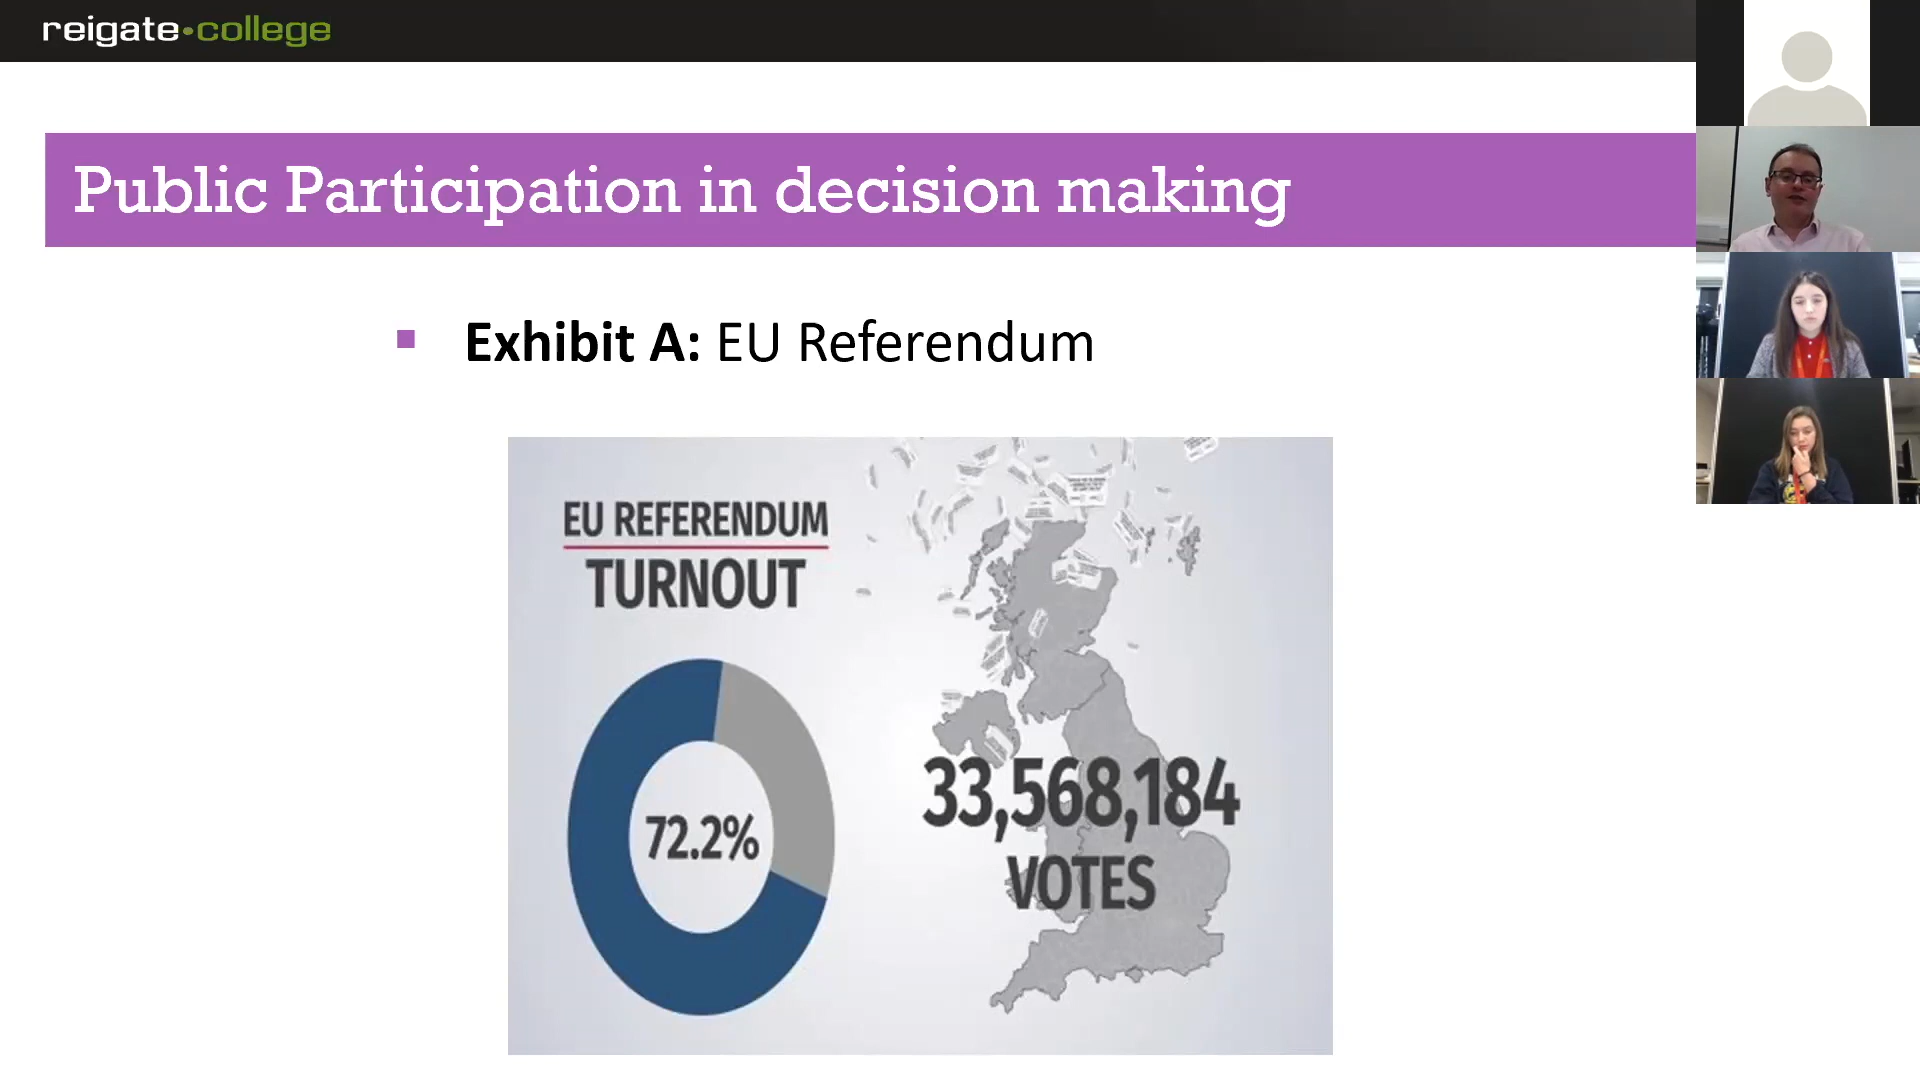 reigate•college
Public Participation in decision making
▪ Exhibit A: EU Referendum
EU REFERENDUM
TURNOUT
72.2%
33,568,184
VOTES